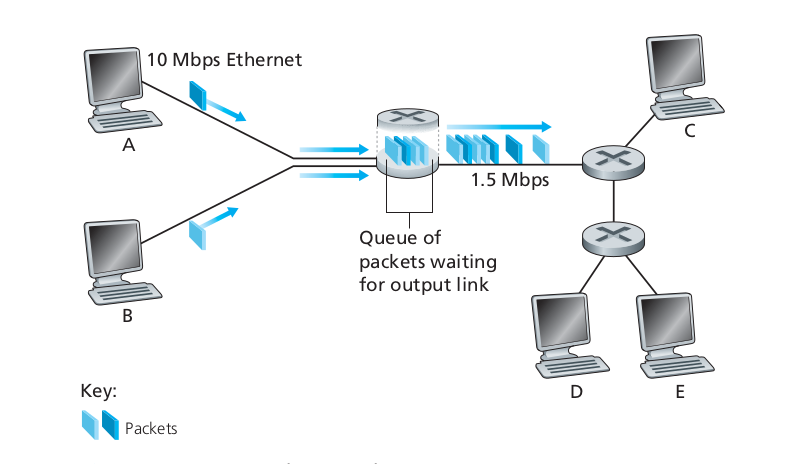 10 Mbps Ethernet
A
C
1.5 Mbps
Queue of
packets waiting
for output link
B
D
E
Key:
Packets